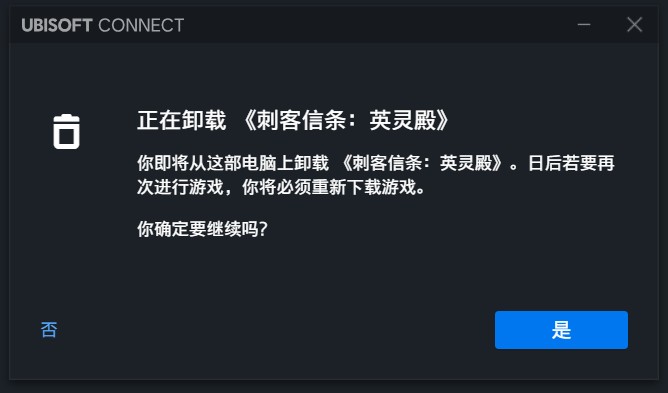 UBISOFT CONNECT
正在卸载 《刺客信条：英灵殿》
你即将从这部电脑上卸载 《刺客信条：英灵殿》。日后若要再
次进行游戏，你将必须重新下载游戏。
你确定要继续吗？
否
是